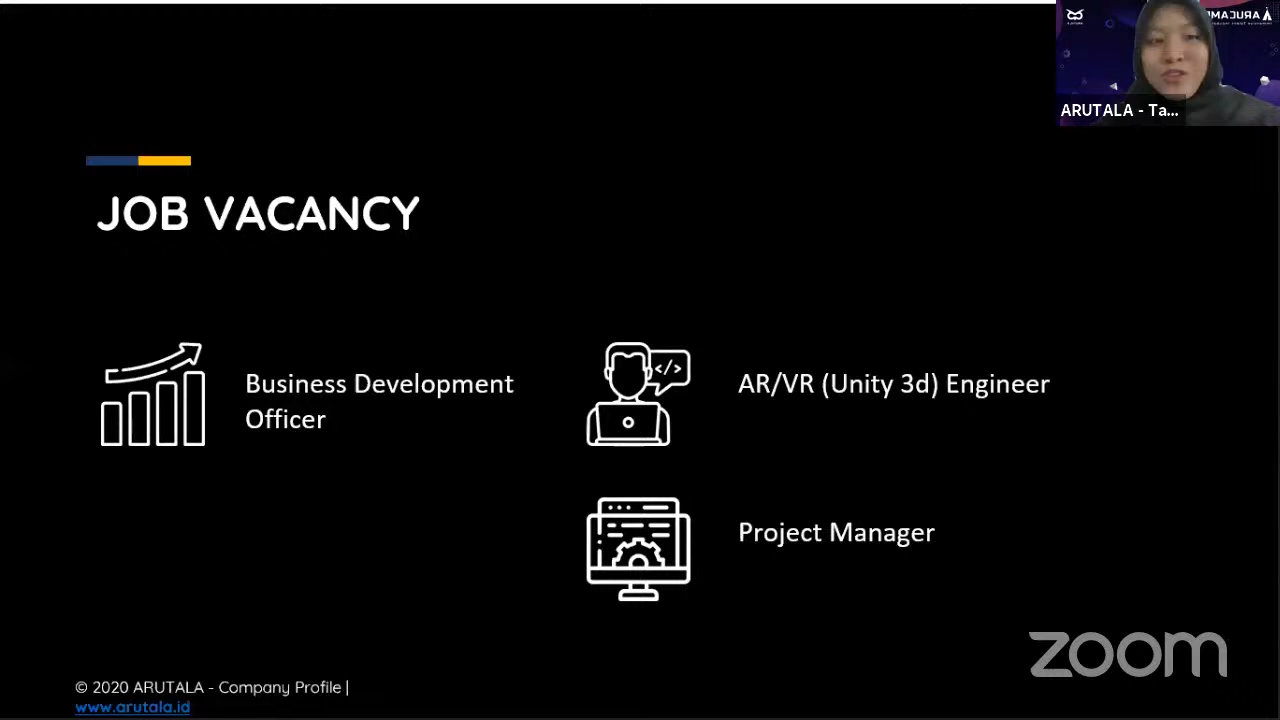 ARUCAMP
ARUTALA - Ta...
JOB VACANCY
Business Development
Officer
</>
AR/VR (Unity 3d) Engineer
Project Manager
zoom
© 2020 ARUTALA - Company Profile |
www.arutala.id